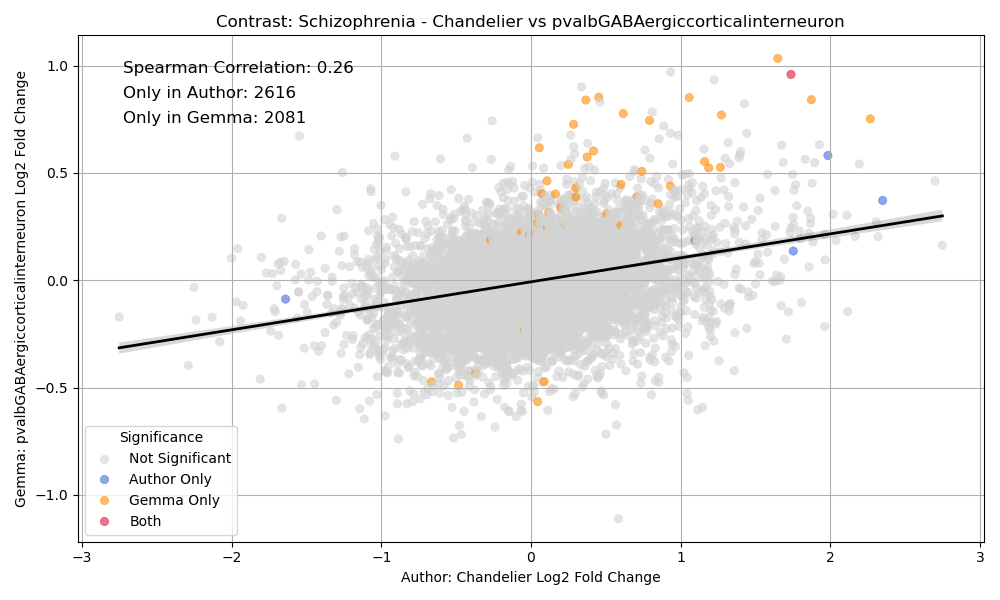 Contrast: Schizophrenia - Chandelier vs pvalbGABAergiccorticalinterneuron
Spearman Correlation: 0.26
Only in Author: 2616
Only in Gemma: 2081
Gemma: pvalbGABAergiccorticalinterneuron Log2 Fold Change
1.0
0.5
0.0
−0.5
−1.0
Significance
Not Significant
Author Only
Gemma Only
Both
−3 −2 −1 0 1 2 3
Author: Chandelier Log2 Fold Change